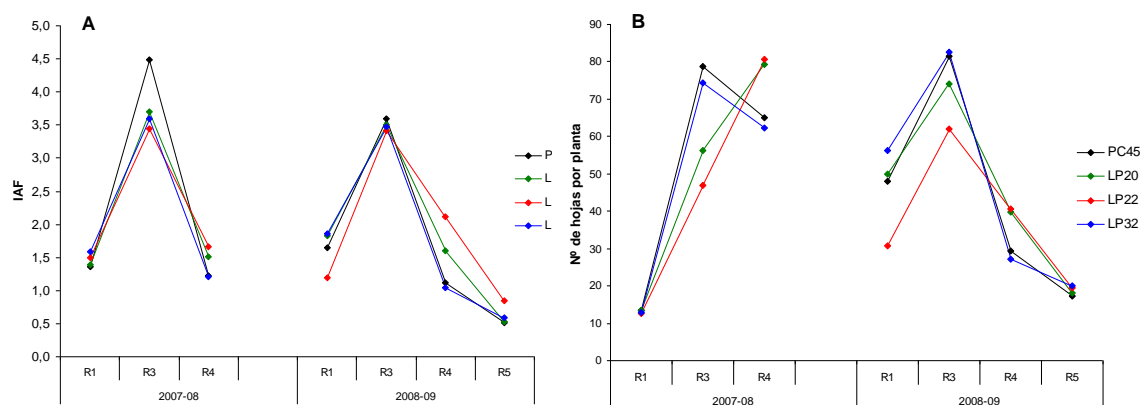 A
IAF
5,0
4,5
4,0
3,5
3,0
2,5
2,0
1,5
1,0
0,5
0,0
R1 R3 R4 R1 R3 R4 R5
2007-08 2008-09
P
L
L
L
B
Nº de hojas por planta
90
80
70
60
50
40
30
20
10
0
R1 R3 R4 R1 R3 R4 R5
2007-08 2008-09
PC45
LP20
LP22
LP32